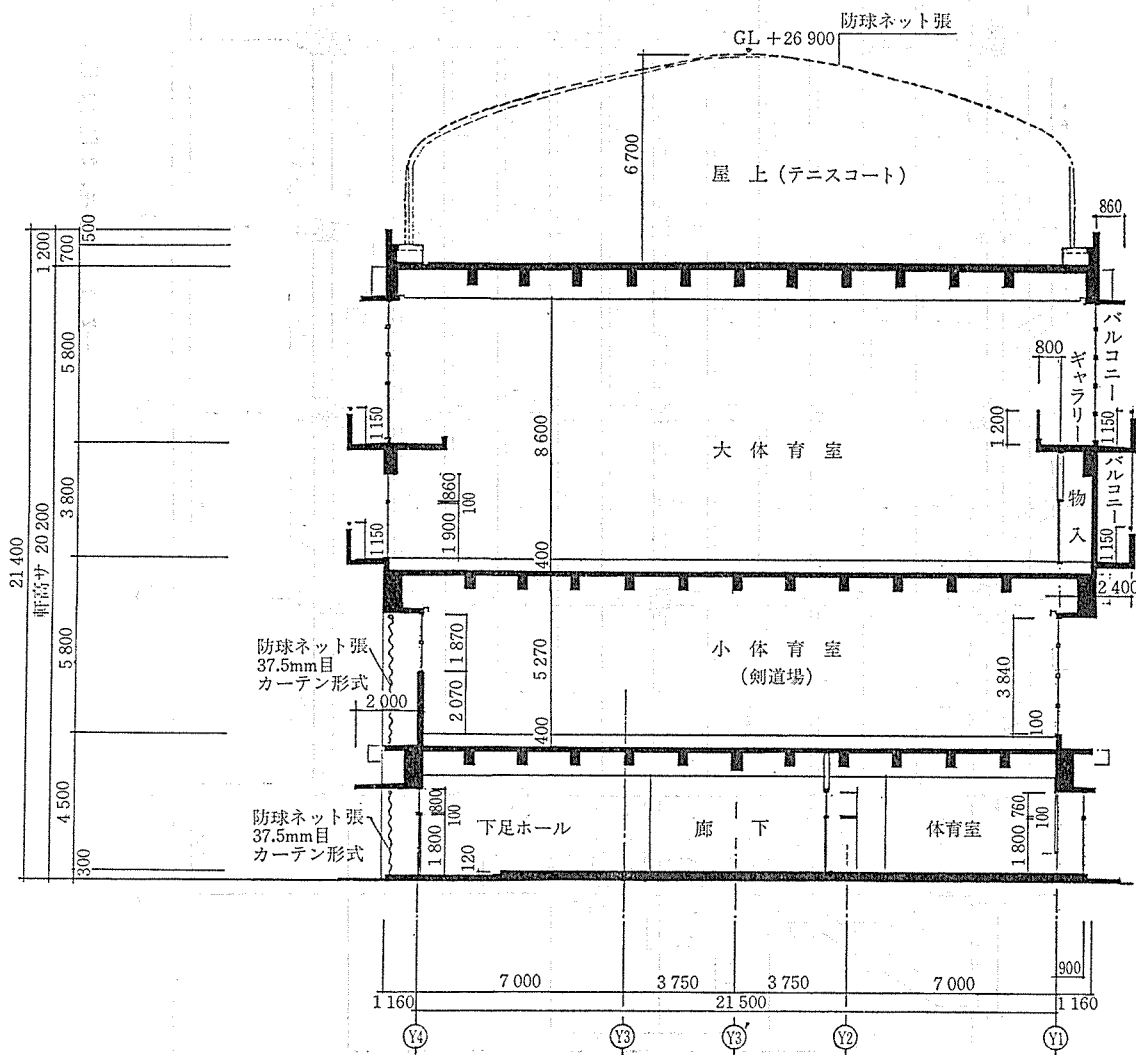 防球ネット張
GL +26 900
6 700
屋 上 (テニスコート)
860
500
700
1 200
5 800
3 800
5 800
4 500
300
軒高サ 20 200
21 400
バルコニー
ギャラリー
800
1 150
1 200
1 150
8 600
大 体 育 室
860
100
1 900
バルコニー
物入
1 150
1 150
400
2 400
防球ネット張
37.5mm目
カーテン形式
2 000
1 870
2 070
5 270
小 体 育 室
(剣道場)
3 840
100
400
防球ネット張
37.5mm目
カーテン形式
800
100
1 800
120
下足ホール
廊 下
体育室
760
100
1 800
900
7 000
3 750
3 750
7 000
1 160
21 500
1 160
Y4
Y3
Y3'
Y2
Y1